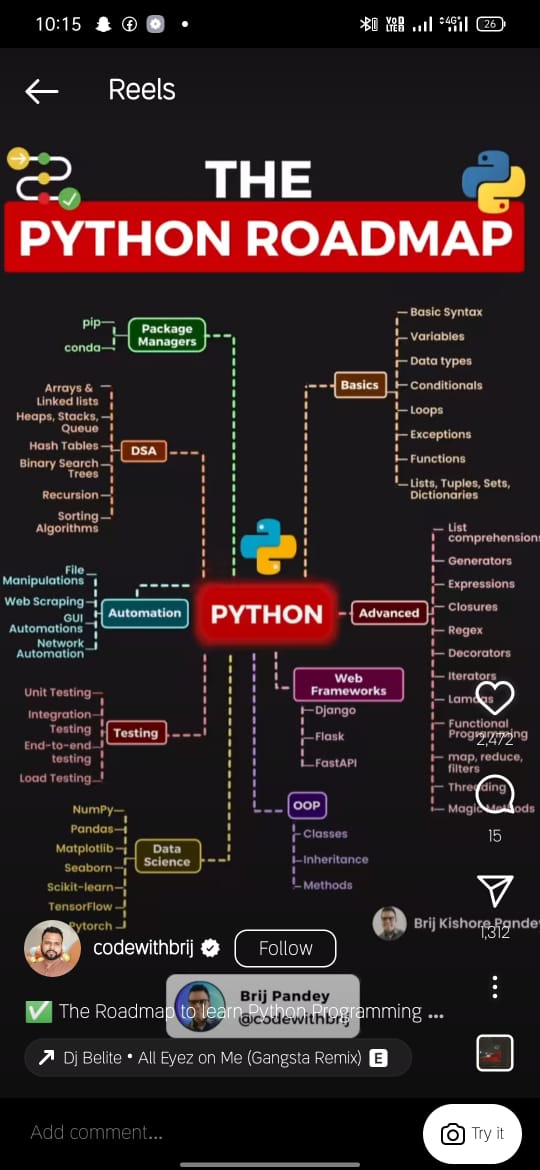 10:15
VoD LTED
4G+
26
Reels
THE
PYTHON ROADMAP
pip
conda
Package
Managers
Arrays &
Linked lists
Heaps, Stacks,
Queue
Hash Tables
Binary Search
Trees
Recursion
Sorting
Algorithms
DSA
File
Manipulations
Web Scraping
GUI
Automations
Network
Automation
Automation
Unit Testing
Integration
Testing
End-to-end
testing
Load Testing
Testing
NumPy
Pandas
Matplotlib
Seaborn
Scikit-learn
TensorFlow
Pytorch
Data
Science
PYTHON
Basics
Basic Syntax
Variables
Data types
Conditionals
Loops
Exceptions
Functions
Lists, Tuples, Sets,
Dictionaries
Advanced
List
comprehension
Generators
Expressions
Closures
Regex
Decorators
Iterators
Lamdas
Functional
Programming
map, reduce,
filters
Threading
Magic Methods
Web
Frameworks
Django
Flask
FastAPI
OOP
Classes
Inheritance
Methods
2,472
15
1,312
Brij Kishore Pande
codewithbrij
Follow
Brij Pandey
@codewithbrij
The Roadmap to learn Python Programming ...
Dj Belite • All Eyez on Me (Gangsta Remix) E
Add comment...
Try it